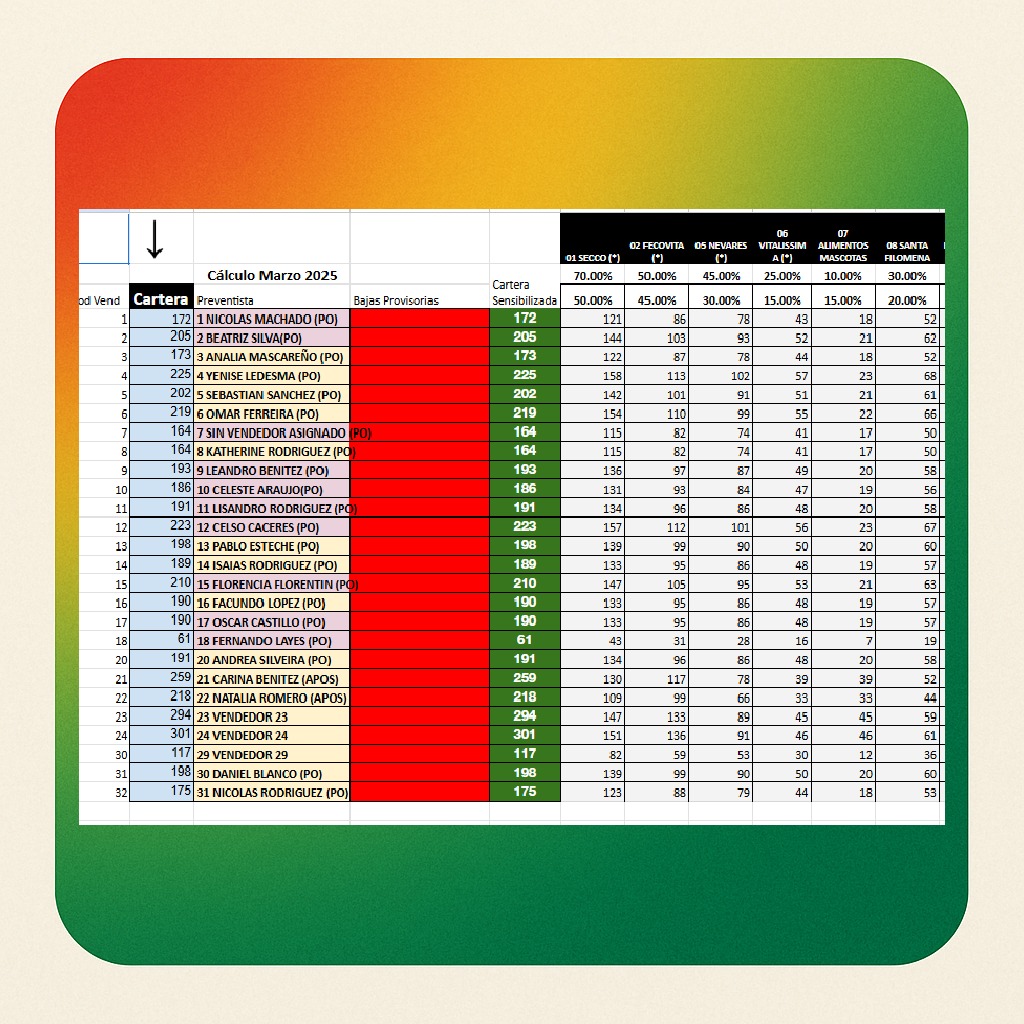 06 07
02 FECOVITA 05 NEVARES VITALISSIM ALIMENTOS 08 SANTA
01 SECCO (*) (*) (*) A (*) MASCOTAS FILOMENA
Cálculo Marzo 2025 70.00% 50.00% 45.00% 25.00% 10.00% 30.00%
Cartera
od Vend Cartera Preventista Bajas Provisorias Sensibilizada 50.00% 45.00% 30.00% 15.00% 15.00% 20.00%
1 172 1 NICOLAS MACHADO (PO) 172 121 86 78 43 18 52
2 205 2 BEATRIZ SILVA(PO) 205 144 103 93 52 21 62
3 173 3 ANALIA MASCAREÑO (PO) 173 122 87 78 44 18 52
4 225 4 YENISE LEDESMA (PO) 225 158 113 102 57 23 68
5 202 5 SEBASTIAN SANCHEZ (PO) 202 142 101 91 51 21 61
6 219 6 OMAR FERREIRA (PO) 219 154 110 99 55 22 66
7 164 7 SIN VENDEDOR ASIGNADO (PO) 164 115 82 74 41 17 50
8 164 8 KATHERINE RODRIGUEZ (PO) 164 115 82 74 41 17 50
9 193 9 LEANDRO BENITEZ (PO) 193 136 97 87 49 20 58
10 186 10 CELESTE ARAUJO(PO) 186 131 93 84 47 19 56
11 191 11 LISANDRO RODRIGUEZ (PO) 191 134 96 86 48 20 58
12 223 12 CELSO CACERES (PO) 223 157 112 101 56 23 67
13 198 13 PABLO ESTECHE (PO) 198 139 99 90 50 20 60
14 189 14 ISAIAS RODRIGUEZ (PO) 189 133 95 86 48 19 57
15 210 15 FLORENCIA FLORENTIN (PO) 210 147 105 95 53 21 63
16 190 16 FACUNDO LOPEZ (PO) 190 133 95 86 48 19 57
17 190 17 OSCAR CASTILLO (PO) 190 133 95 86 48 19 57
18 61 18 FERNANDO LAYES (PO) 61 43 31 28 16 7 19
20 191 20 ANDREA SILVEIRA (PO) 191 134 96 86 48 20 58
21 259 21 CARINA BENITEZ (APOS) 259 130 117 78 39 39 52
22 218 22 NATALIA ROMERO (APOS) 218 109 99 66 33 33 44
23 294 23 VENDEDOR 23 294 147 133 89 45 45 59
24 301 24 VENDEDOR 24 301 151 136 91 46 46 61
30 117 29 VENDEDOR 29 117 82 59 53 30 12 36
31 198 30 DANIEL BLANCO (PO) 198 139 99 90 50 20 60
32 175 31 NICOLAS RODRIGUEZ (PO) 175 123 88 79 44 18 53